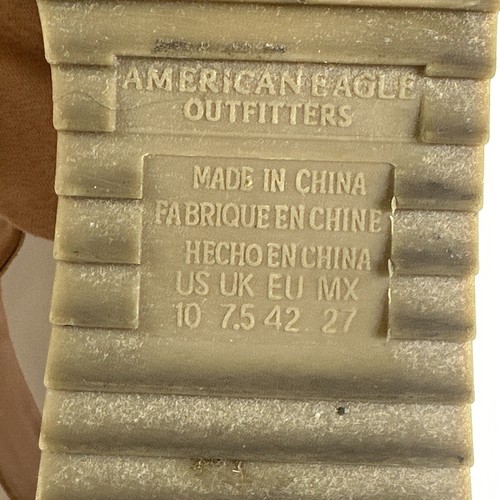 AMERICAN EAGLE
OUTFITTERS
MADE IN CHINA
FABRIQUE EN CHINE
HECHO EN CHINA
US UK EU MX
10 7.5 42 27